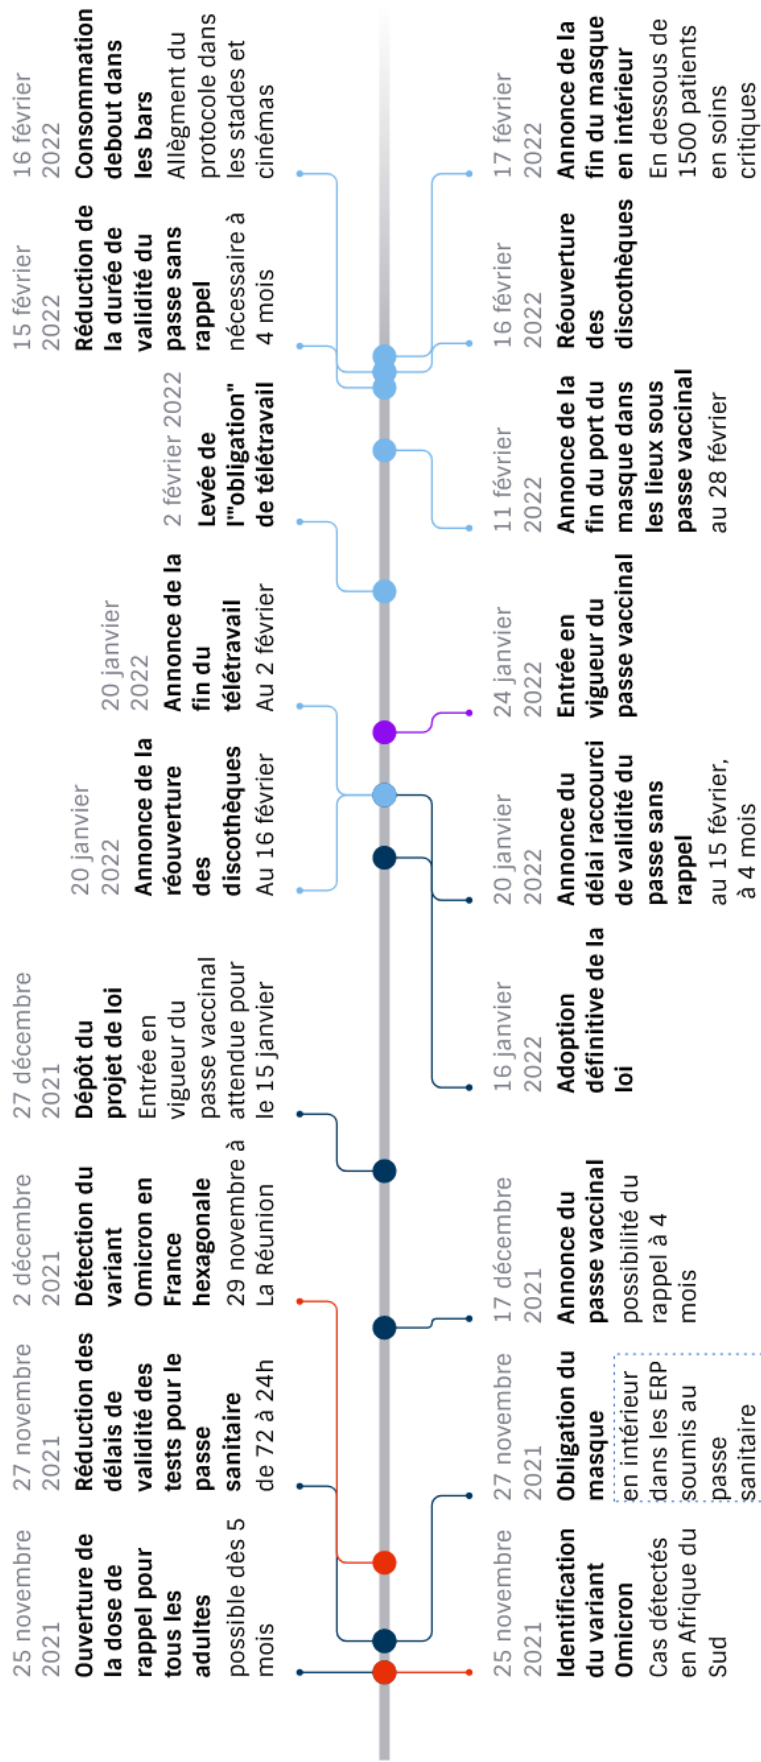 25 novembre
2021
Ouverture de
la dose de
rappel pour
tous les
adultes
possible dès 5
mois
27 novembre
2021
Réduction des
délais de
validité des
tests pour le
passe
sanitaire
de 72 à 24h
2 décembre
2021
Détection du
variant
Omicron en
France
hexagonale
29 novembre à
La Réunion
27 décembre
2021
Dépôt du
projet de loi
Entrée en
vigueur du
passe vaccinal
attendue pour
le 15 janvier
20 janvier
2022
Annonce de la
réouverture
des
discothèques
Au 16 février
20 janvier
2022
Annonce de la
fin du
télétravail
Au 2 février
2 février 2022
Levée de
l'"obligation"
de télétravail
15 février
2022
Réduction de
la durée de
validité du
passe sans
rappel
nécessaire à
4 mois
16 février
2022
Consommation
debout dans
les bars
Allègment du
protocole dans
les stades et
cinémas
25 novembre
2021
Identification
du variant
Omicron
Cas détectés
en Afrique du
Sud
27 novembre
2021
Obligation du
masque
en intérieur
dans les ERP
soumis au
passe
sanitaire
17 décembre
2021
Annonce du
passe vaccinal
possibilité du
rappel à 4
mois
16 janvier
2022
Adoption
définitive de la
loi
20 janvier
2022
Annonce du
délai raccourci
de validité du
passe sans
rappel
au 15 février,
à 4 mois
24 janvier
2022
Entrée en
vigueur du
passe vaccinal
11 février
2022
Annonce de la
fin du port du
masque dans
les lieux sous
passe vaccinal
au 28 février
16 février
2022
Réouverture
des
discothèques
17 février
2022
Annonce de la
fin du masque
en intérieur
En dessous de
1500 patients
en soins
critiques